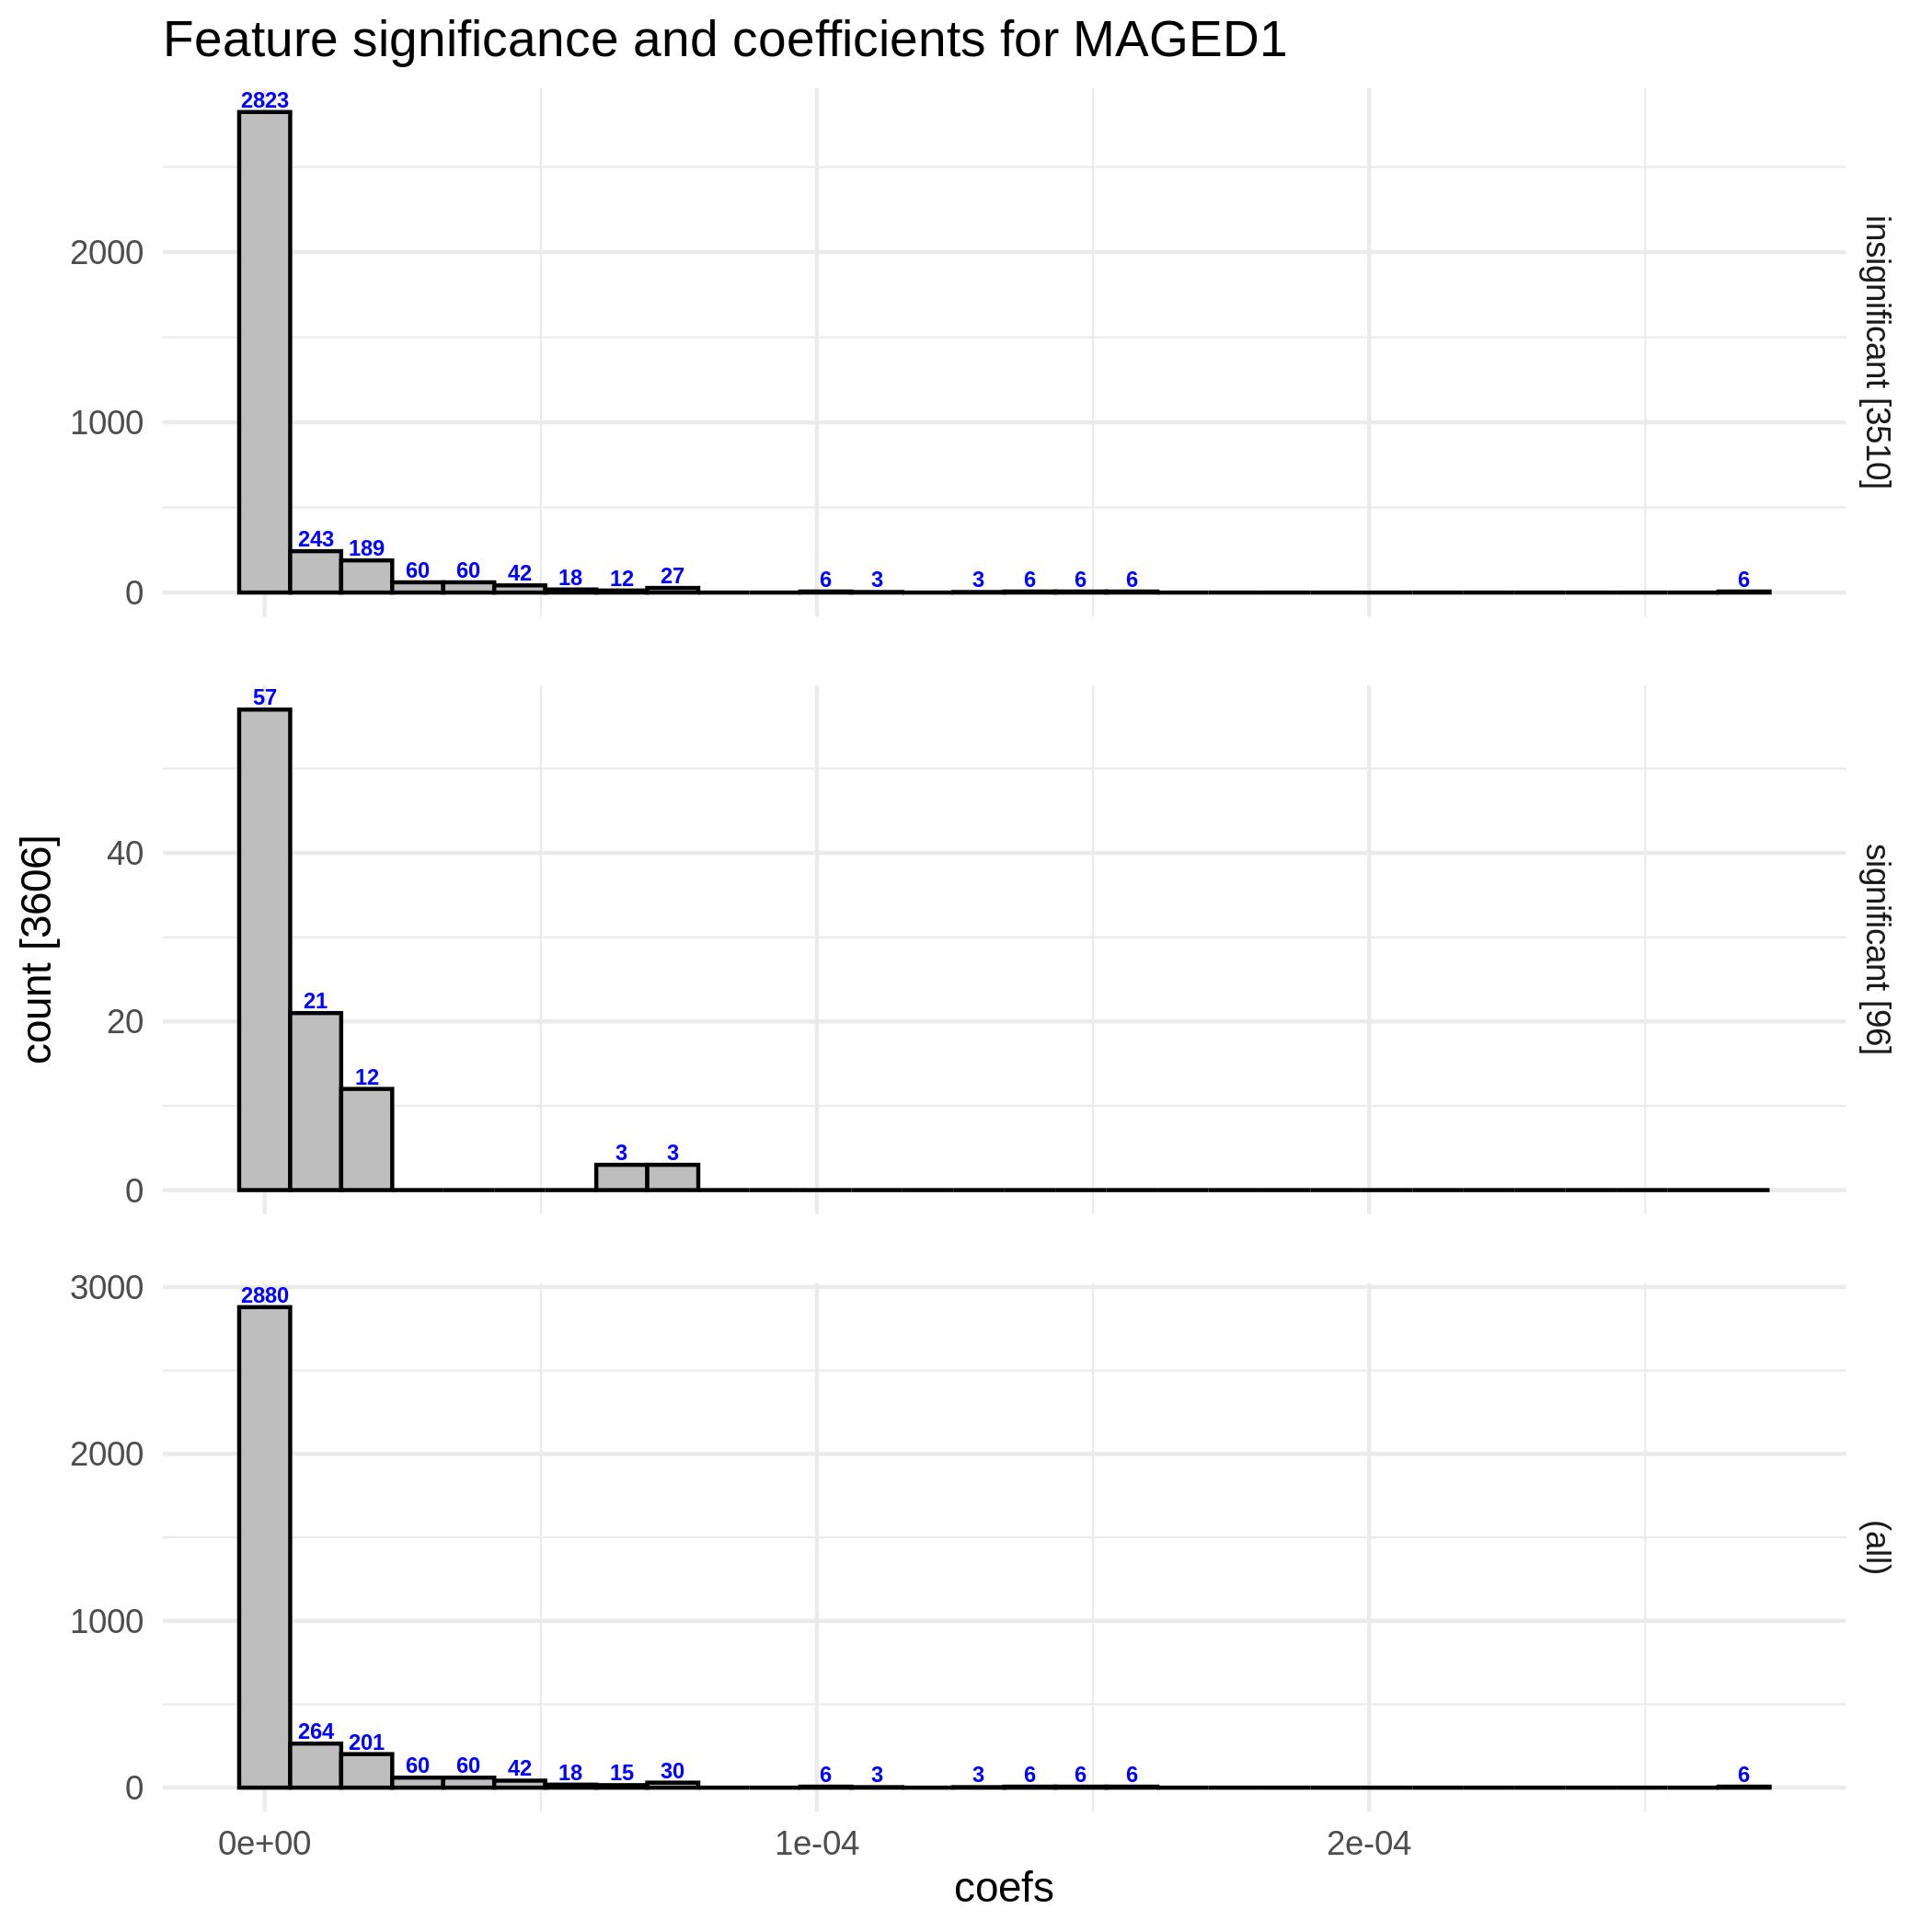 Feature significance and coefficients for MAGED1
2823
243 189 60 60 42 18 12 27 6 3 3 6 6 6 6
2000
1000
0
insignificant [3510]
57
21
12
3 3
40
20
0
significant [96]
count [3606]
3000
2880
264 201 60 60 42 18 15 30 6 3 3 6 6 6 6
2000
1000
0
(all)
0e+00 1e-04 2e-04
coefs